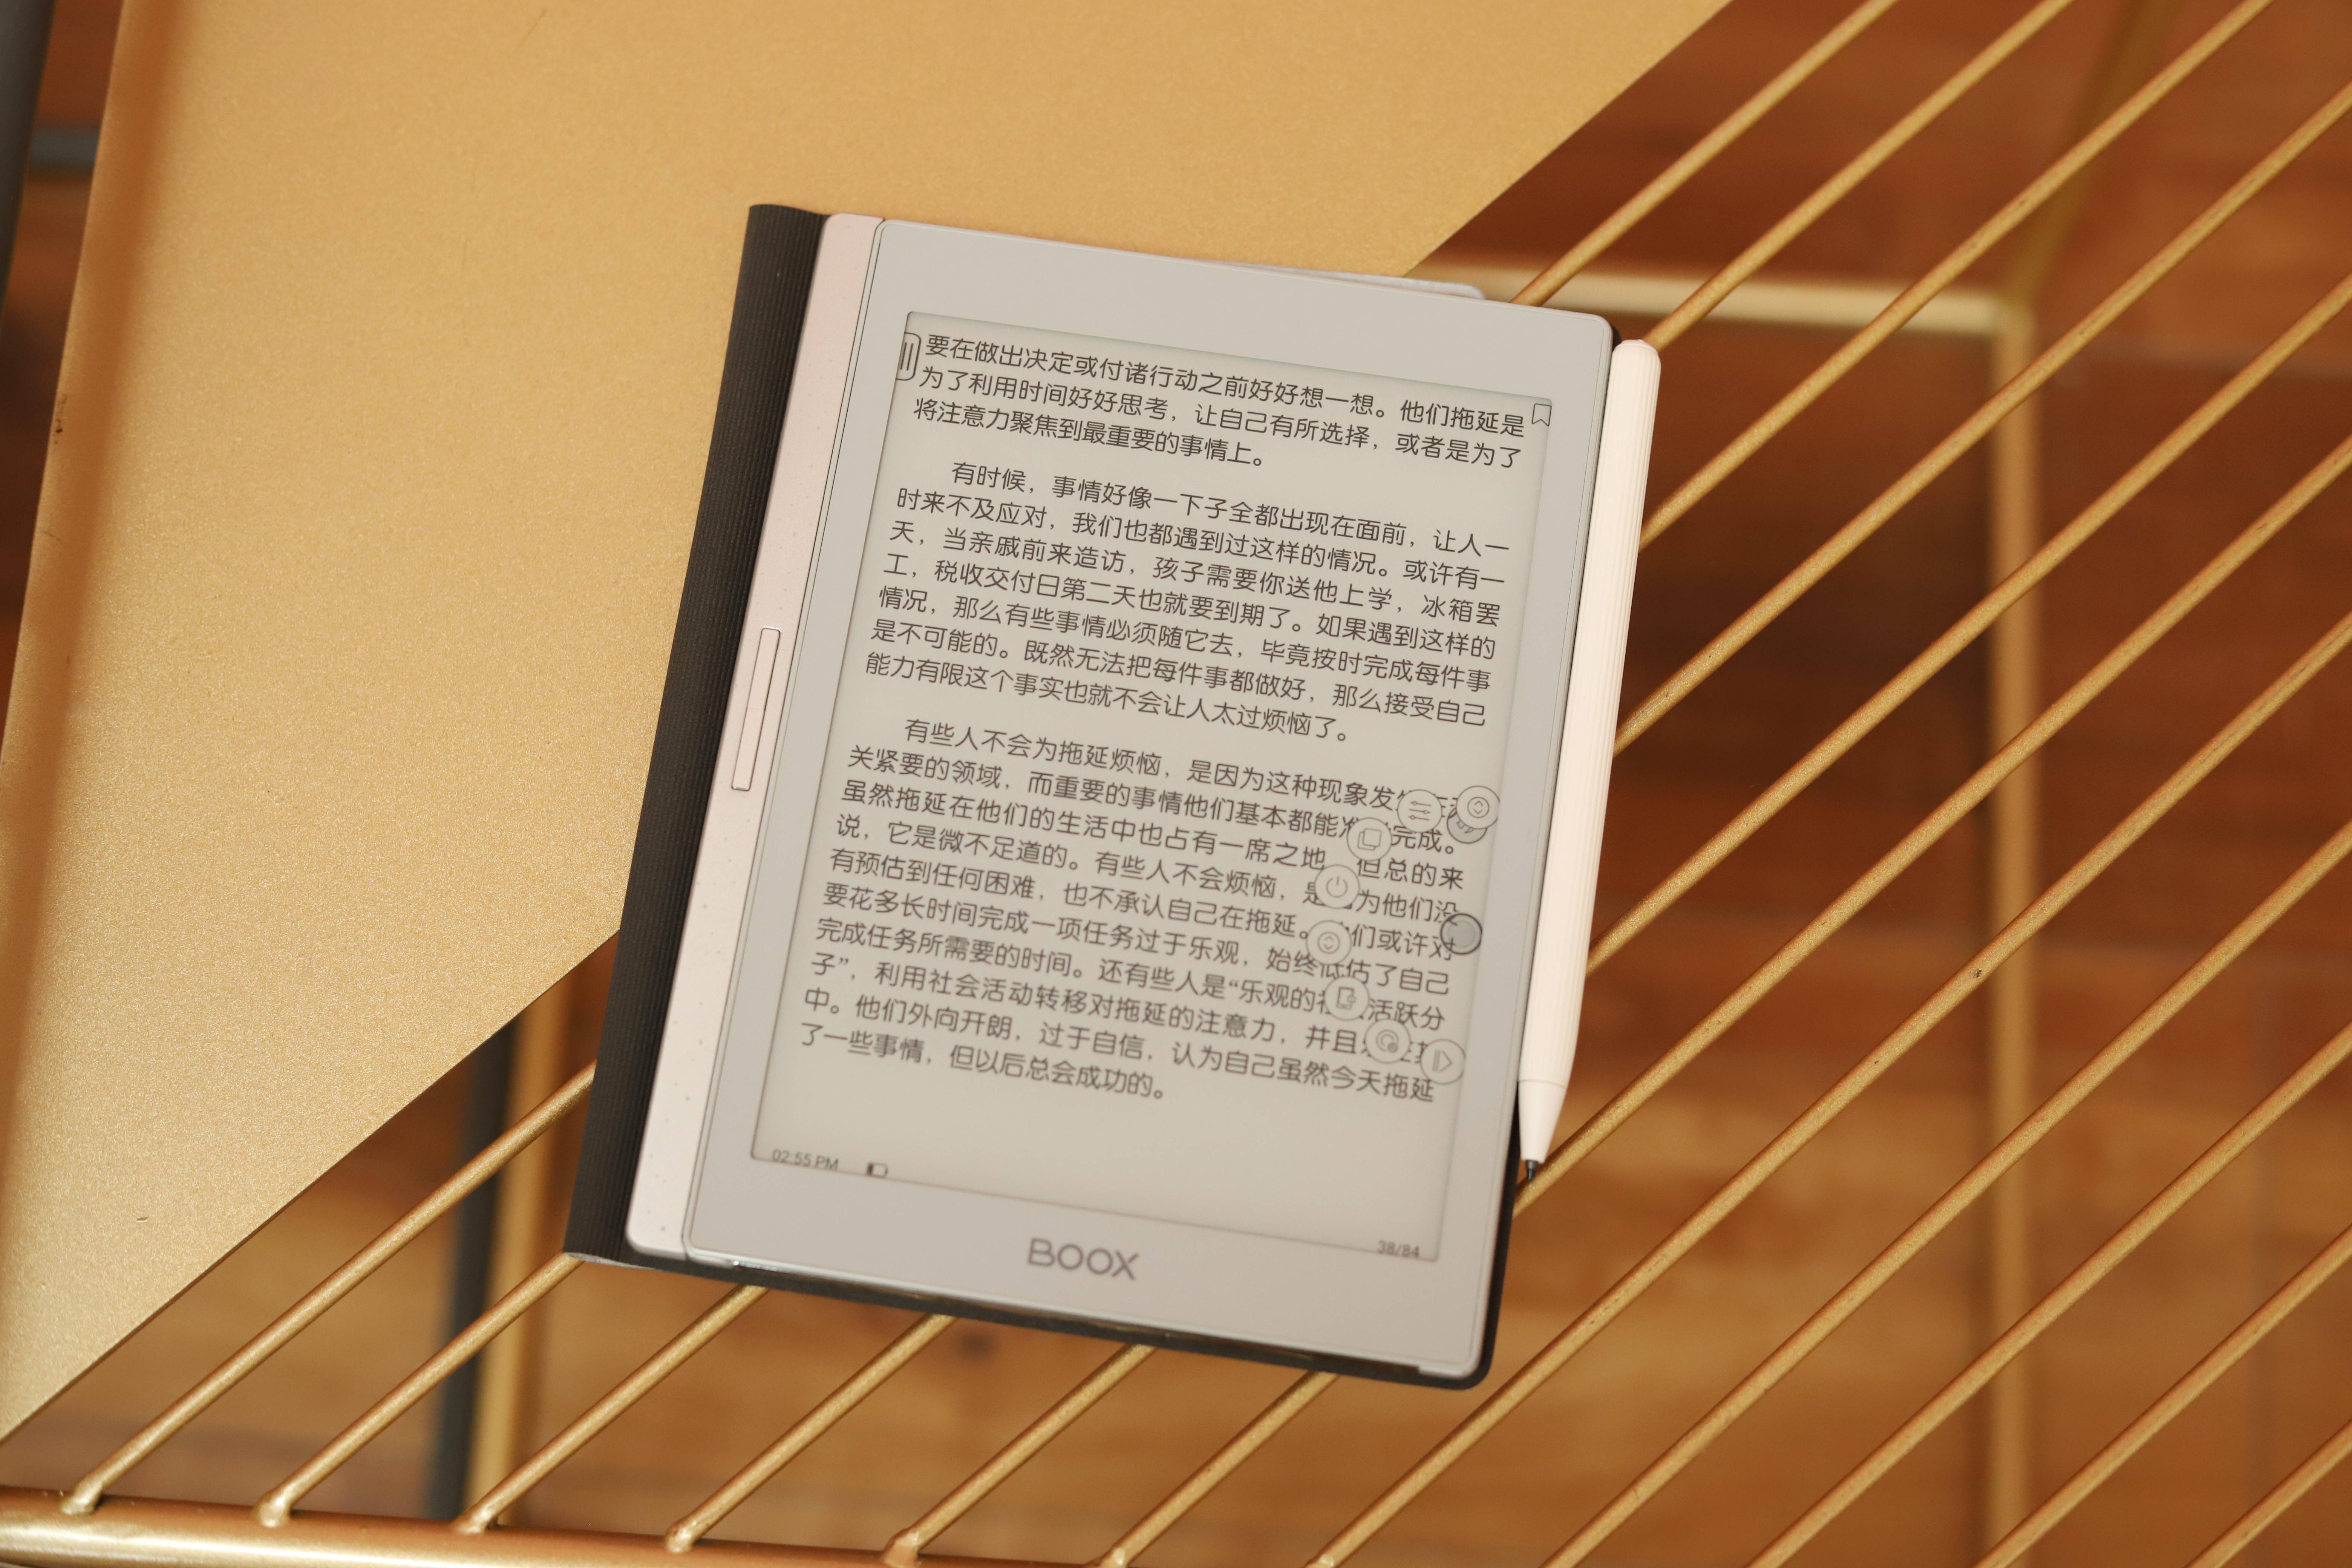 要在做出决定或付诸行动之前好好想一想。他们拖延是
为了利用时间好好思考，让自己有所选择，或者是为了
将注意力聚焦到最重要的事情上。
有时候，事情好像一下子全都出现在面前，让人一
时来不及应对，我们也都遇到过这样的情况。或许有一
天，当亲戚前来造访，孩子需要你送他上学，冰箱罢
工，税收交付日第二天也就要到期了。如果遇到这样的
情况，那么有些事情必须随它去，毕竟按时完成每件事
是不可能的。既然无法把每件事都做好，那么接受自己
能力有限这个事实也就不会让人太过烦恼了。
有些人不会为拖延烦恼，是因为这种现象发
关紧要的领域，而重要的事情他们基本都能 完成。
虽然拖延在他们的生活中也占有一席之地 但总的来
说，它是微不足道的。有些人不会烦恼，是 为他们没
有预估到任何困难，也不承认自己在拖延。 们或许对
要花多长时间完成一项任务过于乐观，始终低估了自己
完成任务所需要的时间。还有些人是“乐观的 活跃分
子”，利用社会活动转移对拖延的注意力，并且
中。他们外向开朗，过于自信，认为自己虽然今天拖延
了一些事情，但以后总会成功的。
02:55 PM
38/84
BOOX